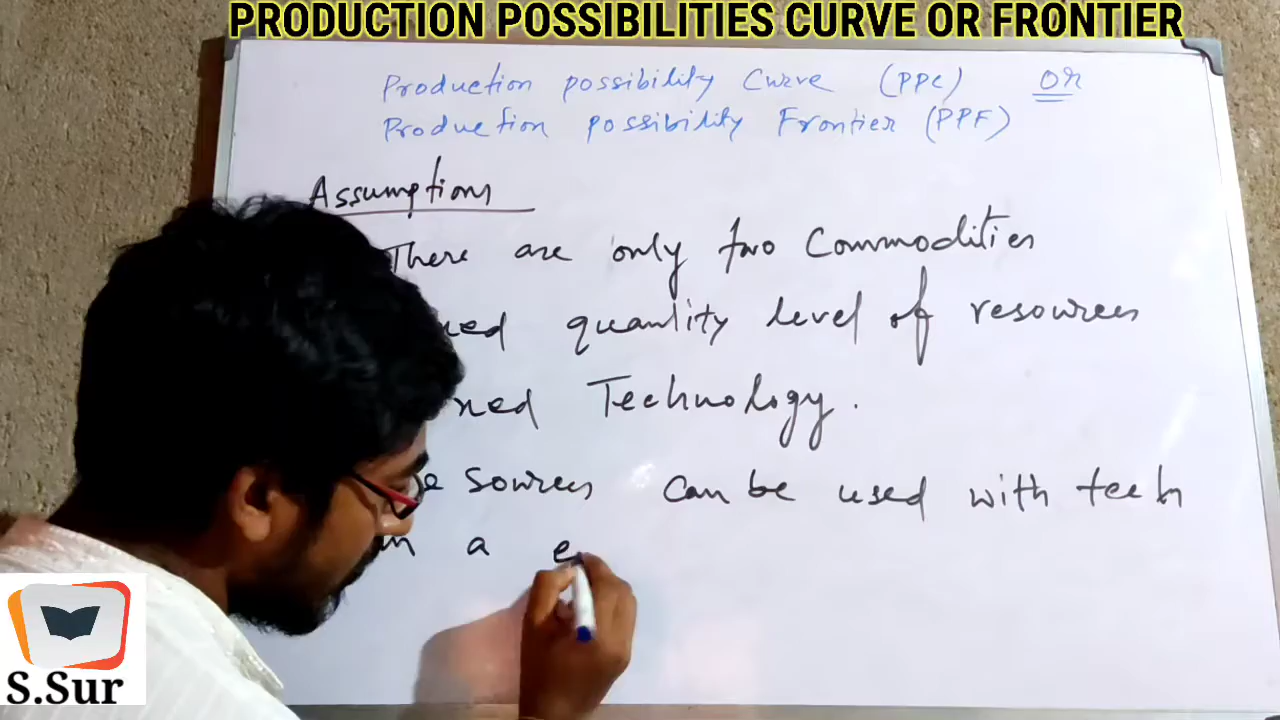 PRODUCTION POSSIBILITIES CURVE OR FRONTIER
Production possibility Curve (PPC) OR
Production possibility Frontier (PPF)
Assumptions
There are only two Commodities
quantity level of resources
Technology.
can be used with tech
in a e
S.Sur